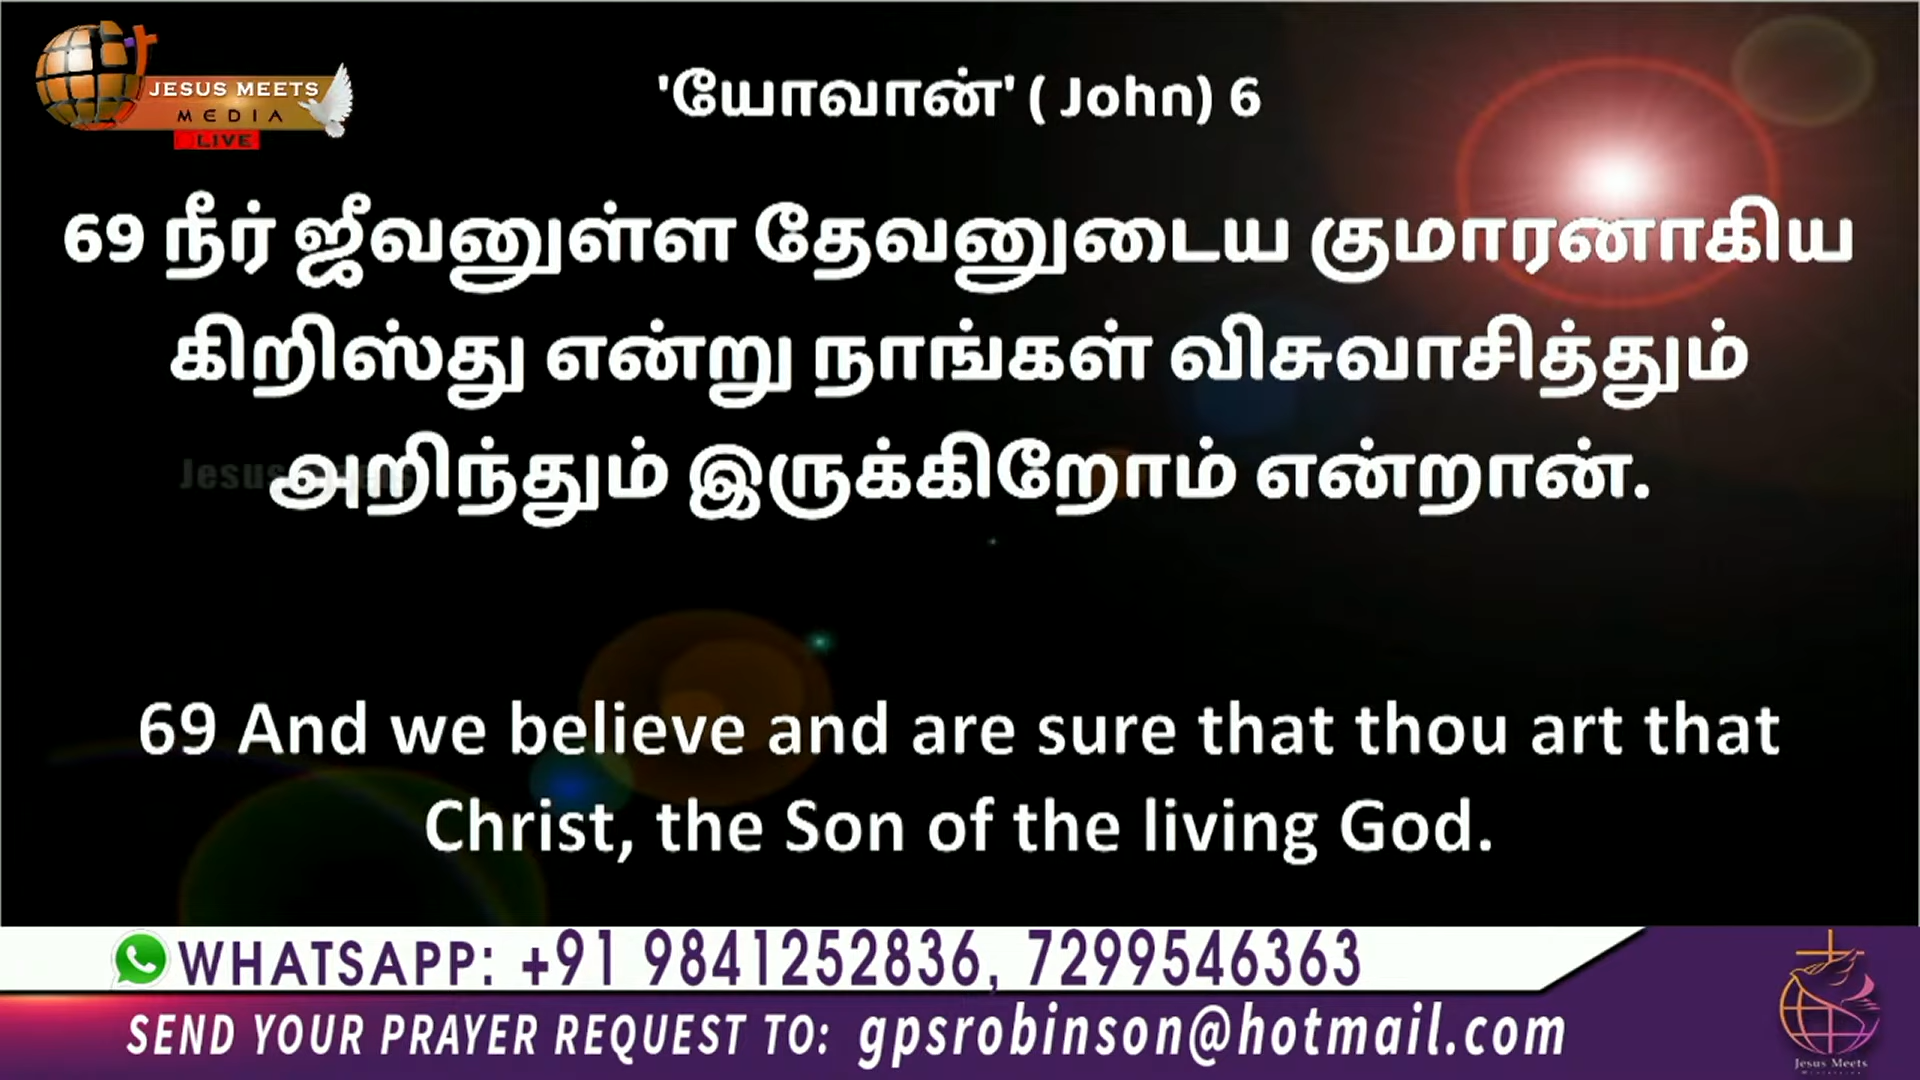 JESUS MEETS
MEDIA
LIVE
'யோவான்' ( John) 6
69 நீர் ஜீவனுள்ள தேவனுடைய குமாரனாகிய
கிறிஸ்து என்று நாங்கள் விசுவாசித்தும்
அறிந்தும் இருக்கிறோம் என்றான்.
Jesus Meets
69 And we believe and are sure that thou art that
Christ, the Son of the living God.
WHATSAPP: +91 9841252836, 7299546363
SEND YOUR PRAYER REQUEST TO: gpsrobinson@hotmail.com
Jesus Meets